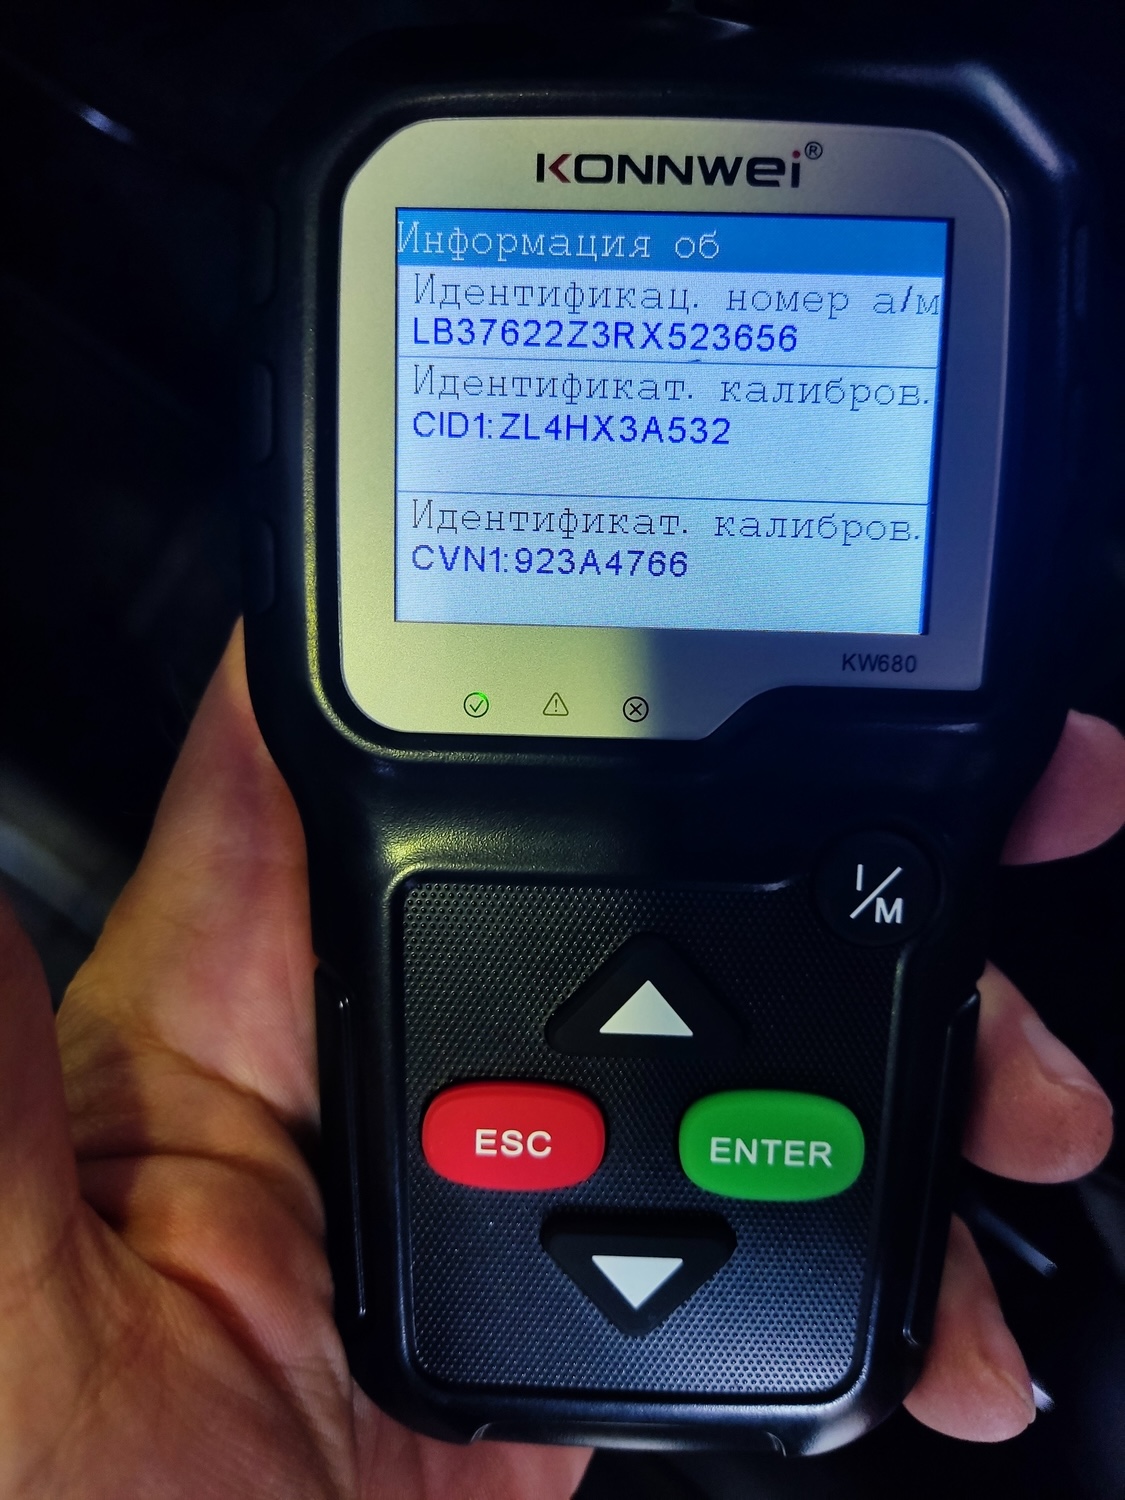 KONNWEI®
Информация об
Идентификац. номер а/м
LB37622Z3RX523656
Идентификат. калибров.
CID1:ZL4HX3A532
Идентификат. калибров.
CVN1:923A4766
KW680
I/M
ESC
ENTER